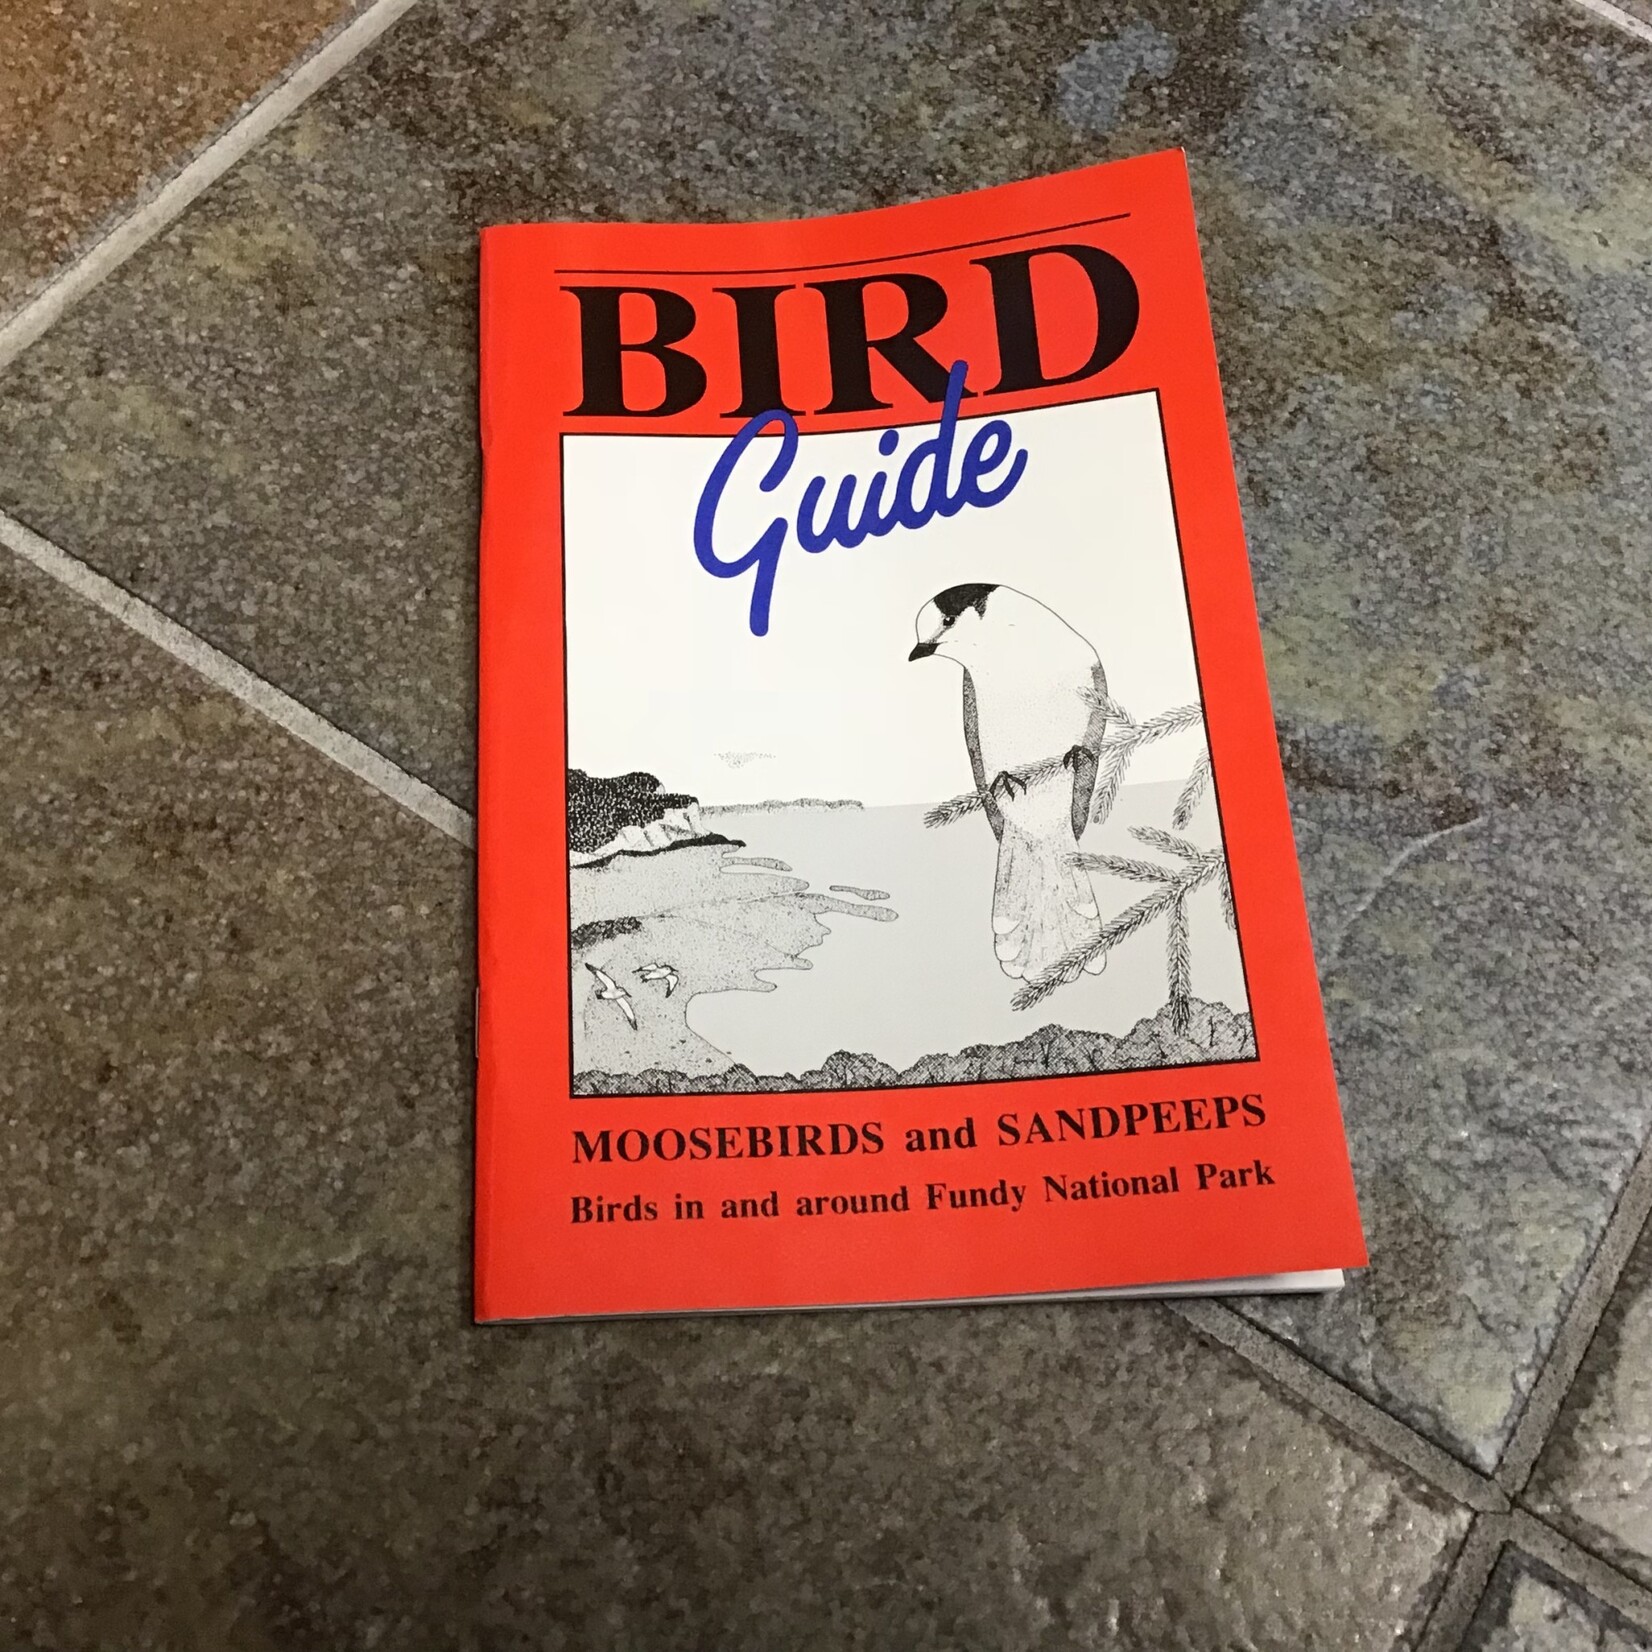 BIRD
Guide
MOOSEBIRDS and SANDPEEPS
Birds in and around Fundy National Park